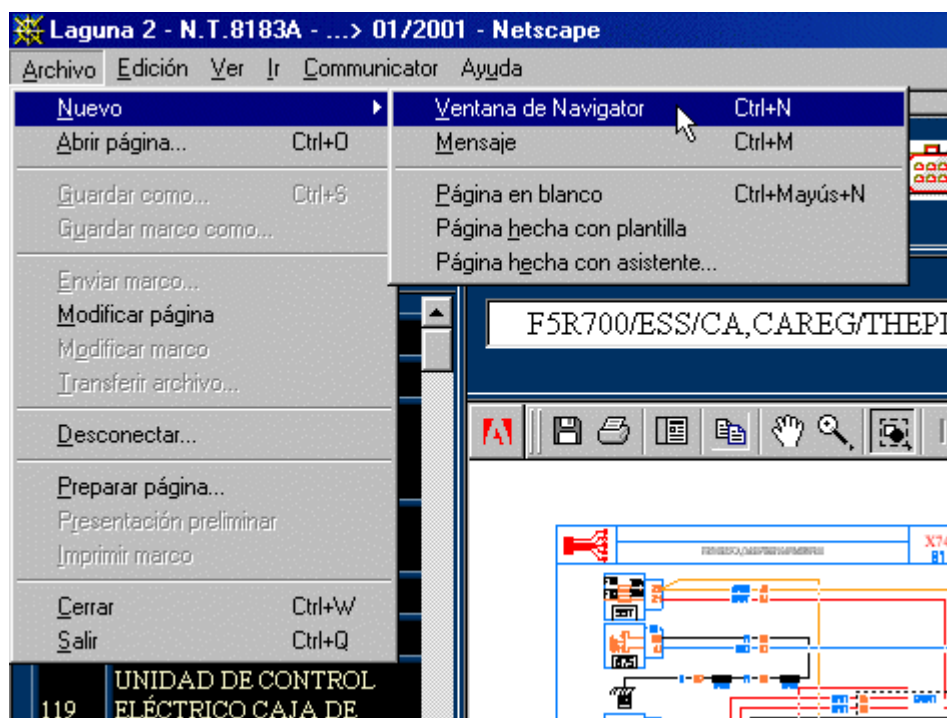 Laguna 2 - N.T.8183A - ...> 01/2001 - Netscape
Archivo Edición Ver Ir Communicator Ayuda
Nuevo
Abrir página... Ctrl+O
Guardar como... Ctrl+S
Guardar marco como...
Enviar marco...
Modificar página
Modificar marco
Transferir archivo...
Desconectar...
Preparar página...
Presentación preliminar
Imprimir marco
Cerrar Ctrl+W
Salir Ctrl+Q
Ventana de Navigator Ctrl+N
Mensaje Ctrl+M
Página en blanco Ctrl+Mayús+N
Página hecha con plantilla
Página hecha con asistente...
F5R700/ESS/CA,CAREG/THEP
X74
UNIDAD DE CONTROL
119 ELÉCTRICO CAJA DE